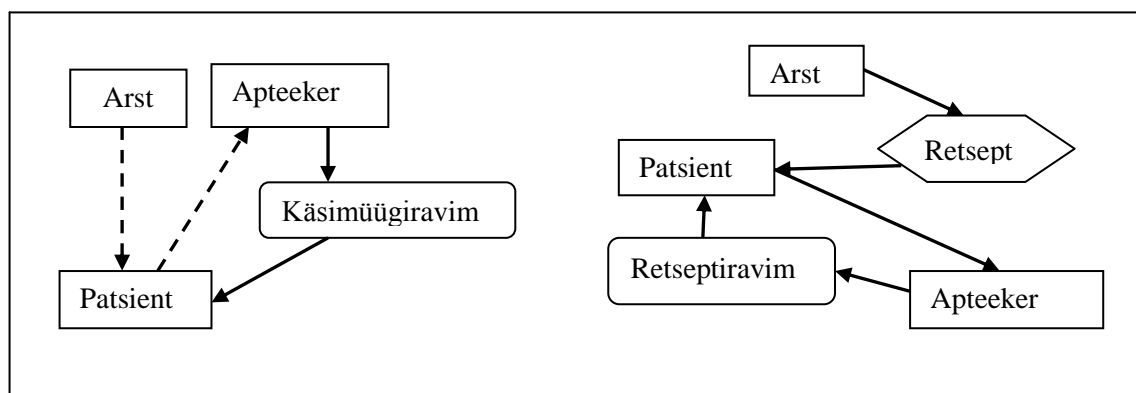 Arst
Apteeker
Käsimüügiravim
Patsient
Arst
Retsept
Patsient
Retseptiravim
Apteeker